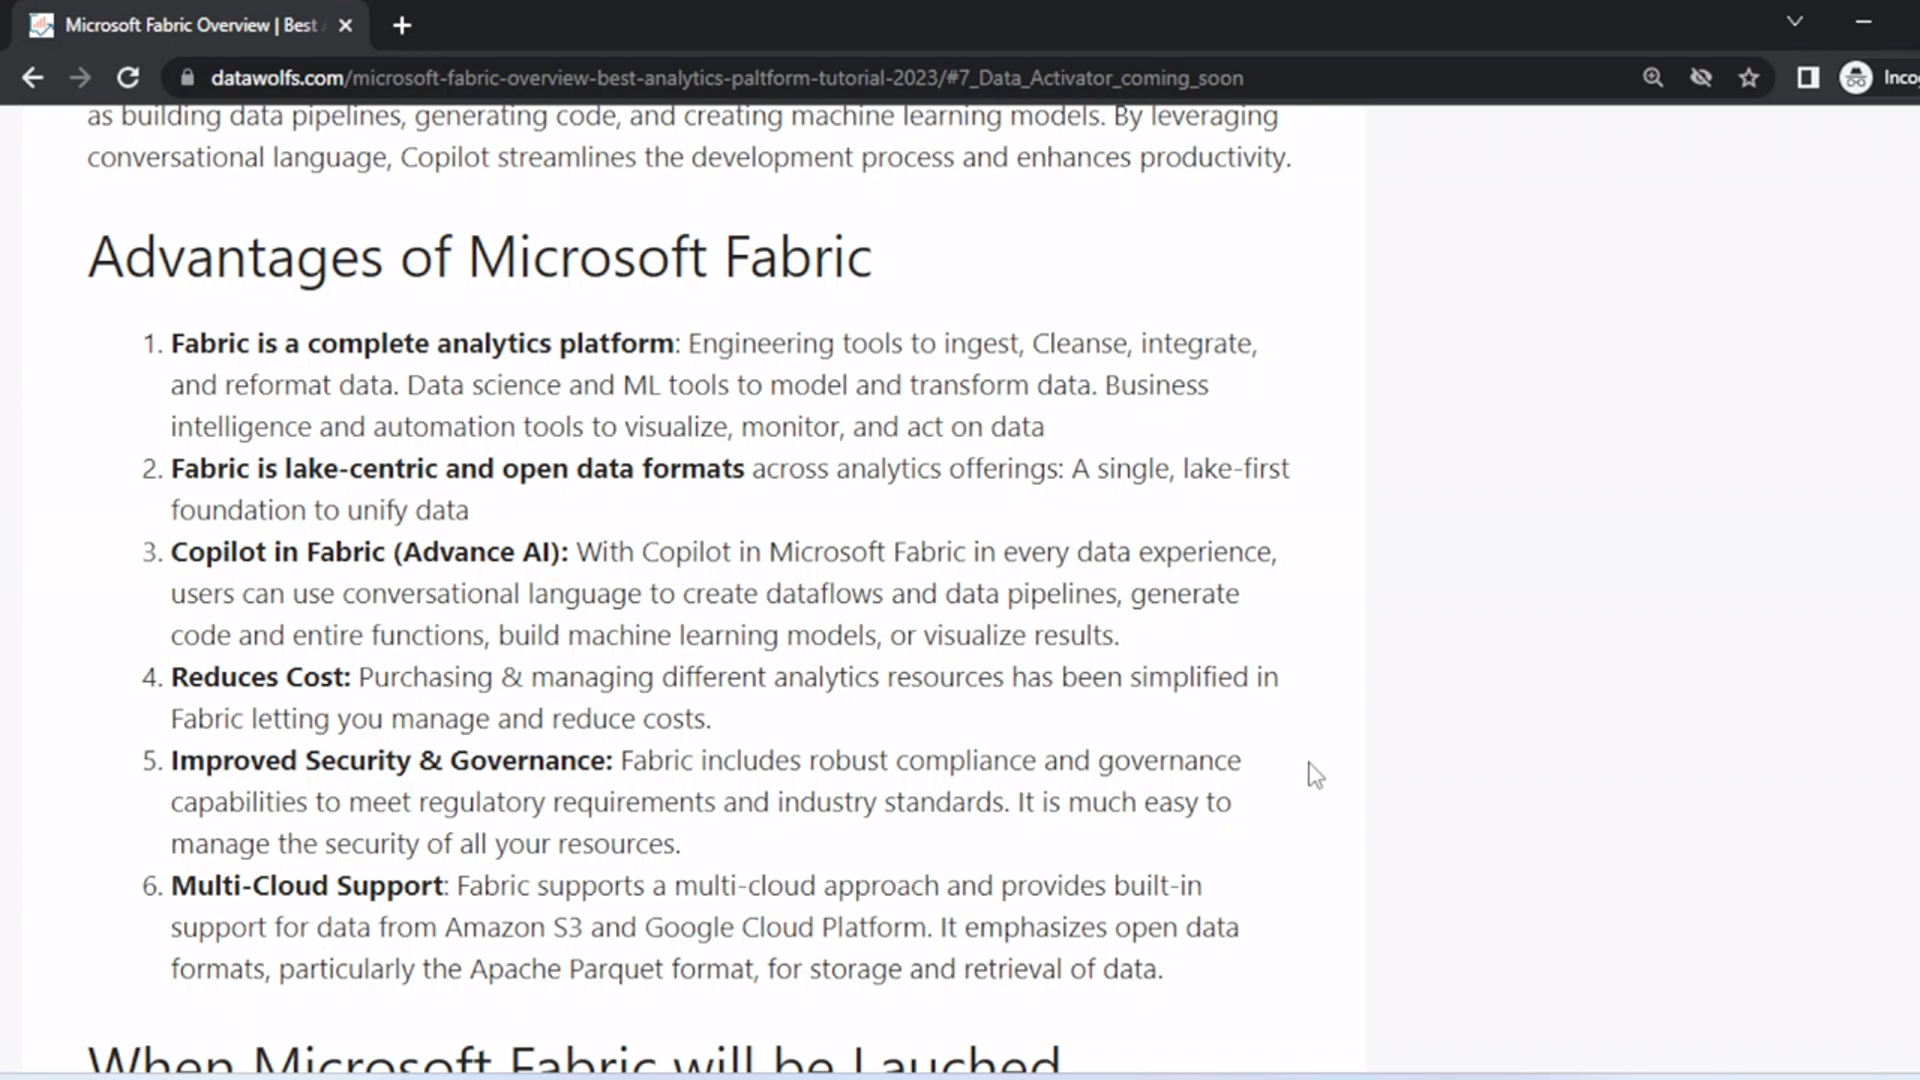 Microsoft Fabric Overview | Best
datawolfs.com/microsoft-fabric-overview-best-analytics-paltform-tutorial-2023/#7_Data_Activator_coming_soon
Inco
as building data pipelines, generating code, and creating machine learning models. By leveraging
conversational language, Copilot streamlines the development process and enhances productivity.
Advantages of Microsoft Fabric
1. Fabric is a complete analytics platform: Engineering tools to ingest, Cleanse, integrate,
and reformat data. Data science and ML tools to model and transform data. Business
intelligence and automation tools to visualize, monitor, and act on data
2. Fabric is lake-centric and open data formats across analytics offerings: A single, lake-first
foundation to unify data
3. Copilot in Fabric (Advance AI): With Copilot in Microsoft Fabric in every data experience,
users can use conversational language to create dataflows and data pipelines, generate
code and entire functions, build machine learning models, or visualize results.
4. Reduces Cost: Purchasing & managing different analytics resources has been simplified in
Fabric letting you manage and reduce costs.
5. Improved Security & Governance: Fabric includes robust compliance and governance
capabilities to meet regulatory requirements and industry standards. It is much easy to
manage the security of all your resources.
6. Multi-Cloud Support: Fabric supports a multi-cloud approach and provides built-in
support for data from Amazon S3 and Google Cloud Platform. It emphasizes open data
formats, particularly the Apache Parquet format, for storage and retrieval of data.
When Microsoft Fabric will be Lauched